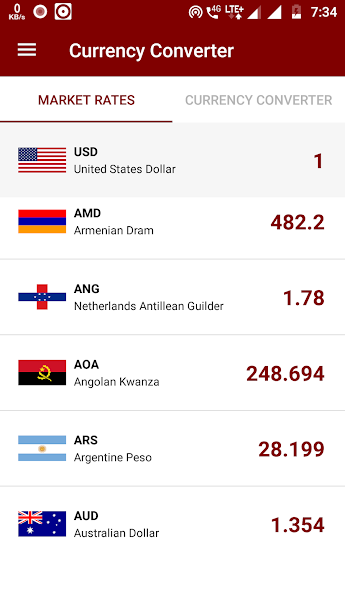 0
KB/s
4G
LTE+
7:34
Currency Converter
MARKET RATES
CURRENCY CONVERTER
USD
United States Dollar
1
AMD
Armenian Dram
482.2
ANG
Netherlands Antillean Guilder
1.78
AOA
Angolan Kwanza
248.694
ARS
Argentine Peso
28.199
AUD
Australian Dollar
1.354